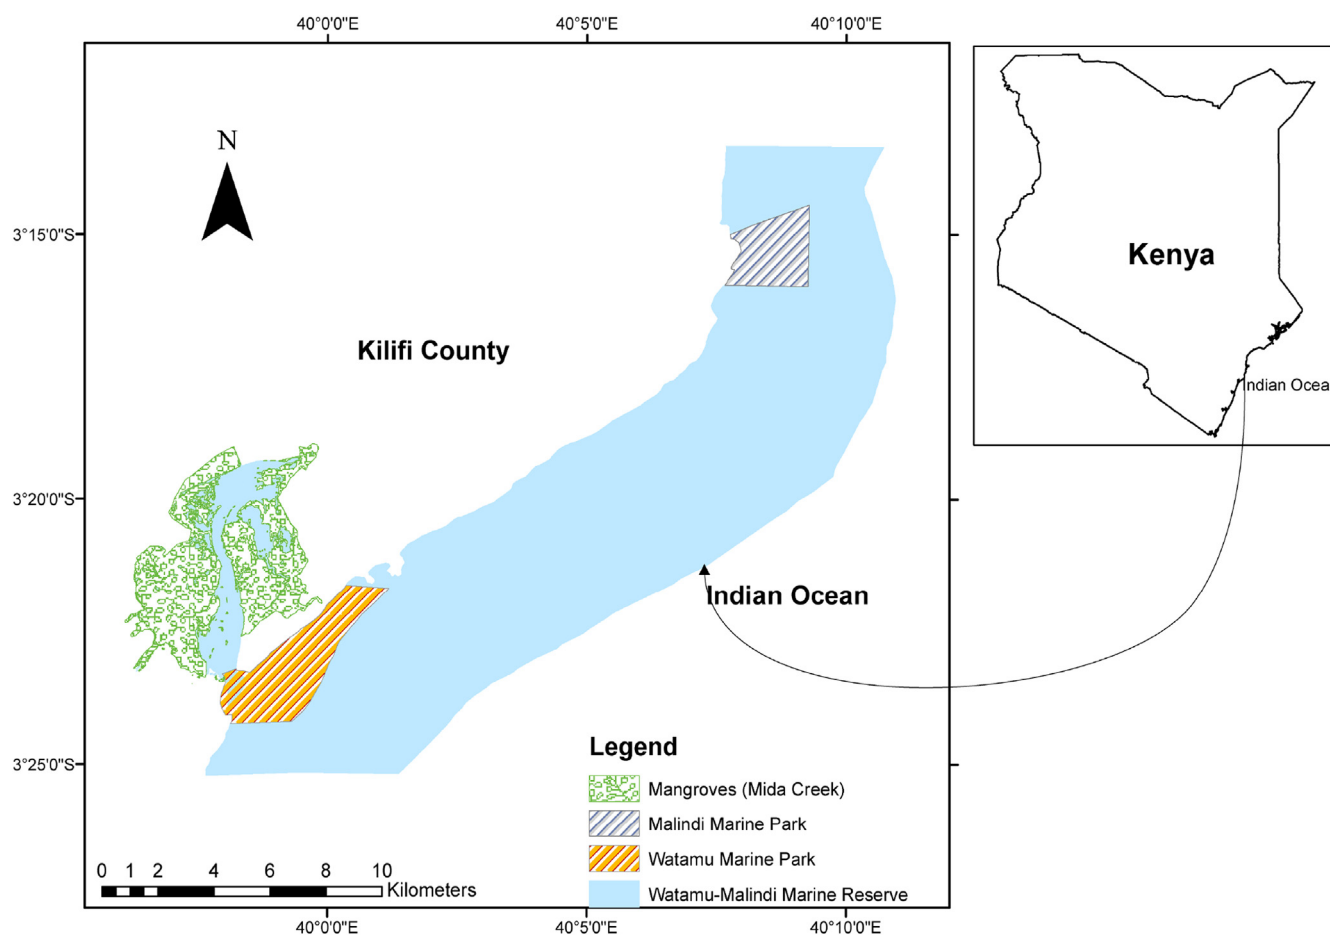 40°0'0"E 40°5'0"E 40°10'0"E
N
3°15'0"S
Kenya
Kilifi County
Indian Ocea
3°20'0"S
Indian Ocean
Legend
3°25'0"S
Mangroves (Mida Creek)
Malindi Marine Park
Watamu Marine Park
0 1 2 4 6 8 10
Kilometers
Watamu-Malindi Marine Reserve
40°0'0"E 40°5'0"E 40°10'0"E